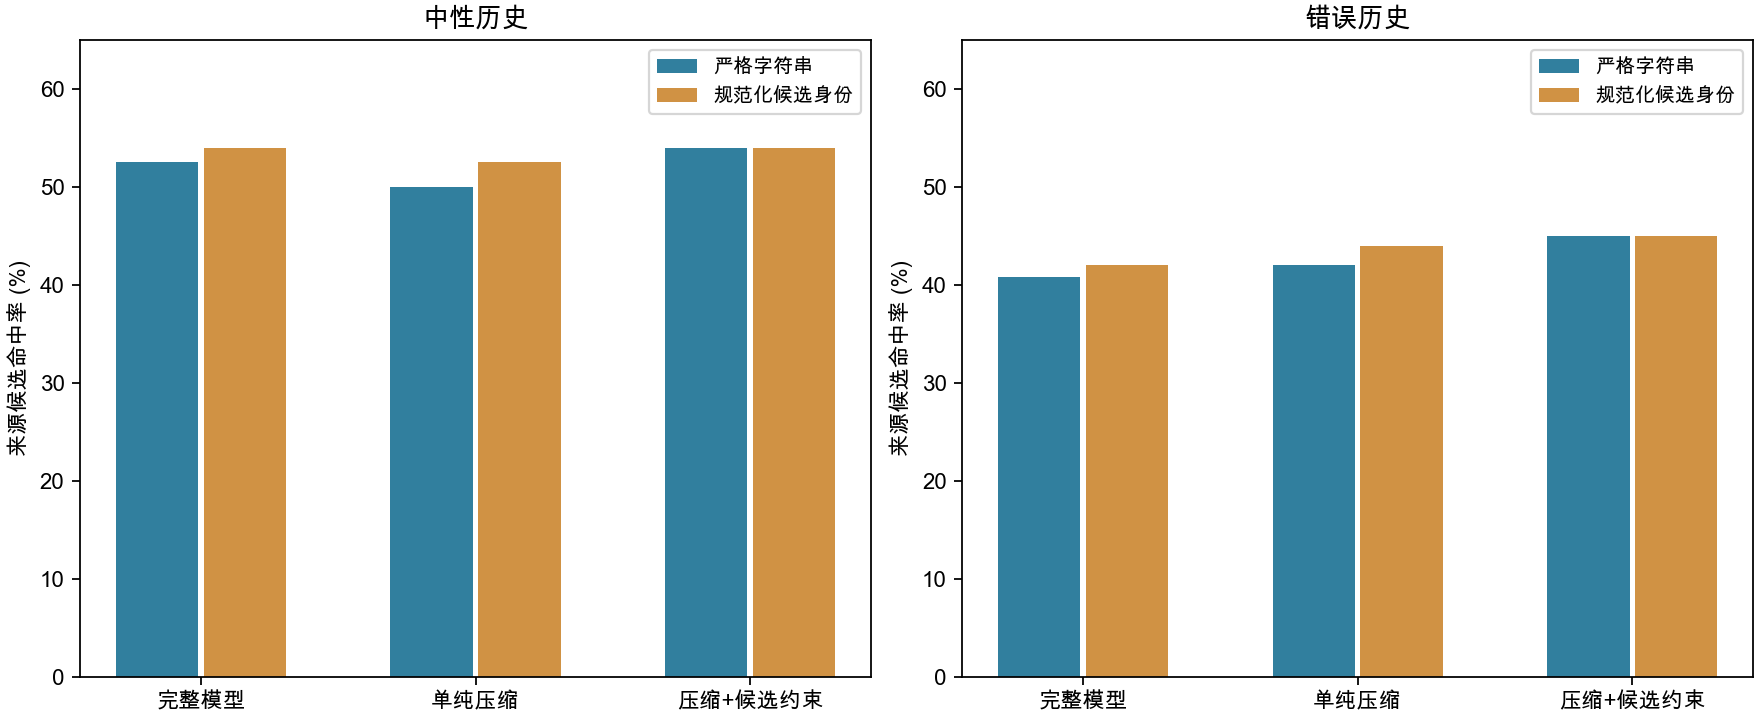 中性历史
严格字符串
规范化候选身份
来源候选命中率 (%)
60
50
40
30
20
10
0
完整模型
单纯压缩
压缩+候选约束
错误历史
严格字符串
规范化候选身份
来源候选命中率 (%)
60
50
40
30
20
10
0
完整模型
单纯压缩
压缩+候选约束